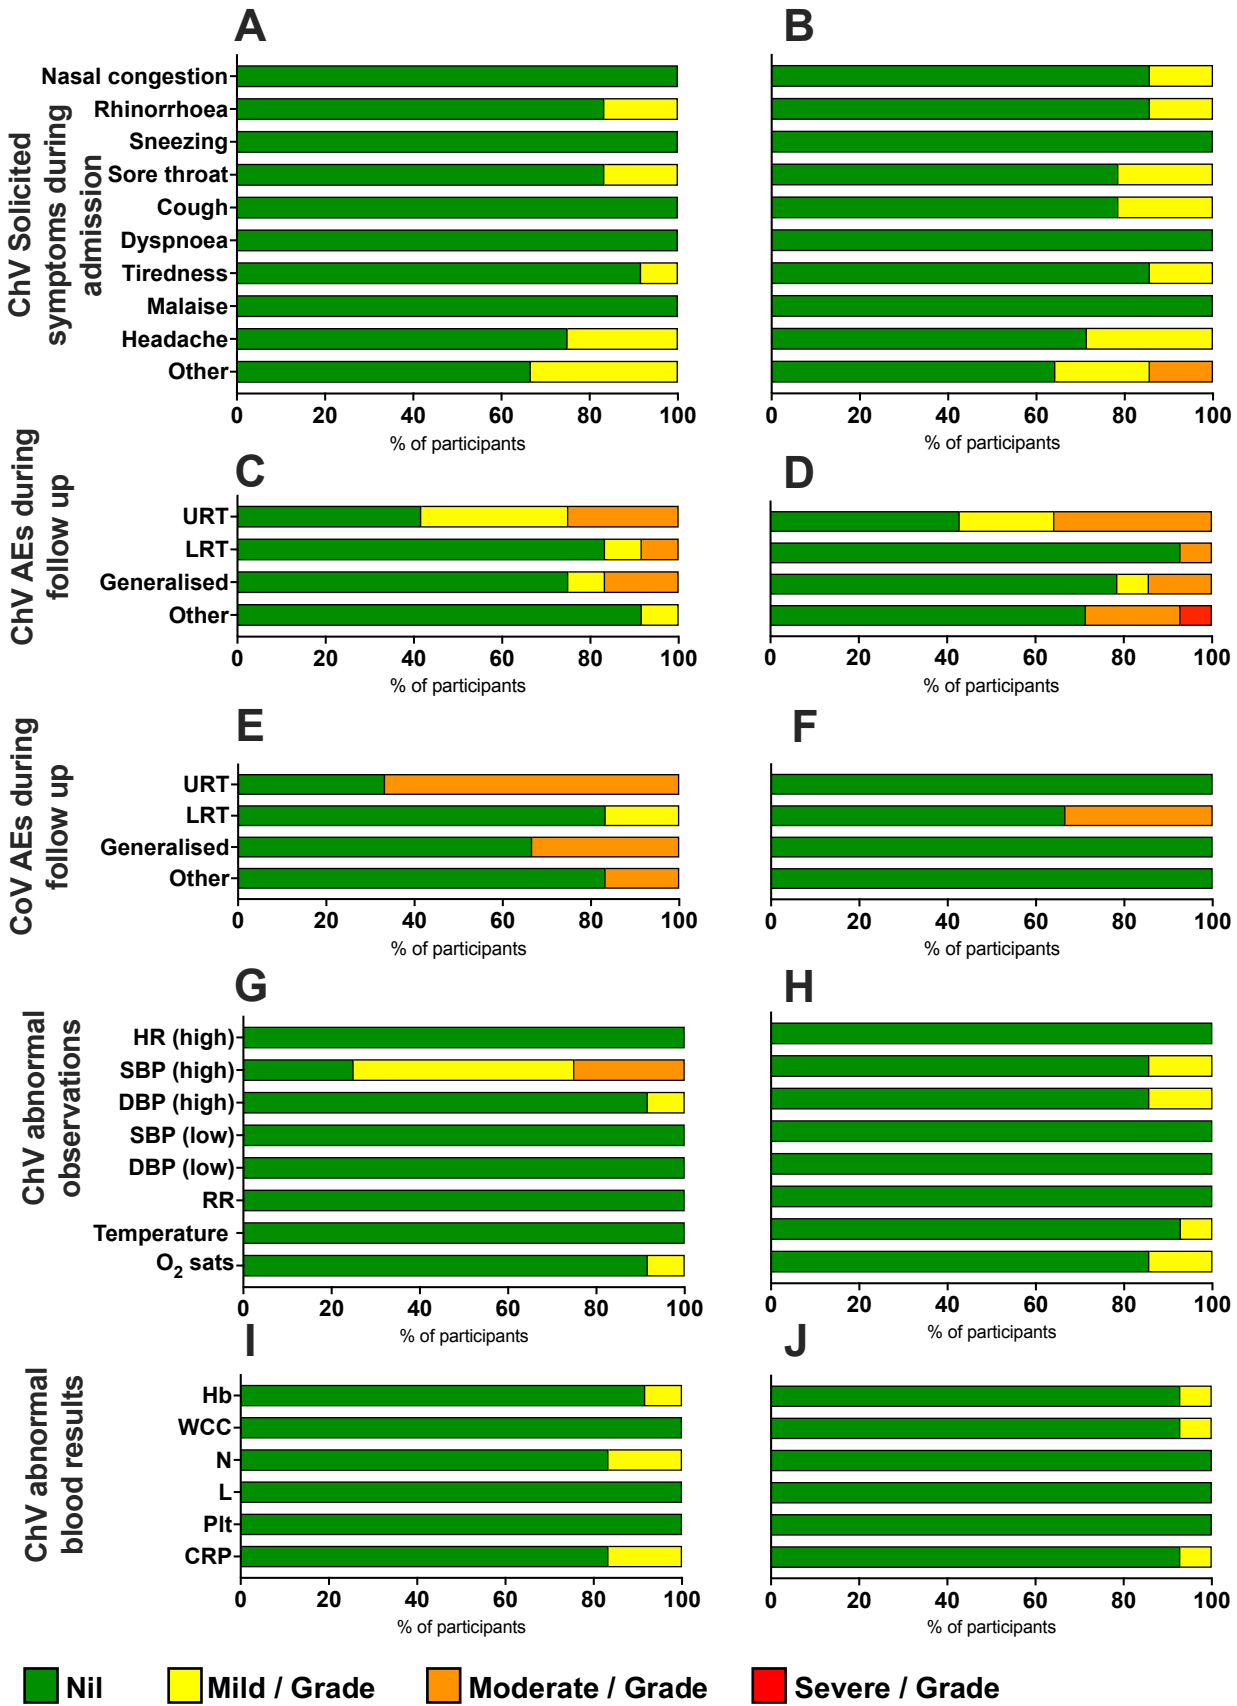 A
B
ChV Solicited
symptoms during
admission
Nasal congestion
Rhinorrhoea
Sneezing
Sore throat
Cough
Dyspnoea
Tiredness
Malaise
Headache
Other
0 20 40 60 80 100
% of participants
0 20 40 60 80 100
% of participants
C
D
ChV AEs during
follow up
URT
LRT
Generalised
Other
0 20 40 60 80 100
% of participants
0 20 40 60 80 100
% of participants
E
F
CoV AEs during
follow up
URT
LRT
Generalised
Other
0 20 40 60 80 100
% of participants
0 20 40 60 80 100
% of participants
G
H
ChV abnormal
observations
HR (high)
SBP (high)
DBP (high)
SBP (low)
DBP (low)
RR
Temperature
O2 sats
0 20 40 60 80 100
% of participants
0 20 40 60 80 100
% of participants
I
J
ChV abnormal
blood results
Hb
WCC
N
L
Plt
CRP
0 20 40 60 80 100
% of participants
0 20 40 60 80 100
% of participants
Nil Mild / Grade Moderate / Grade Severe / Grade